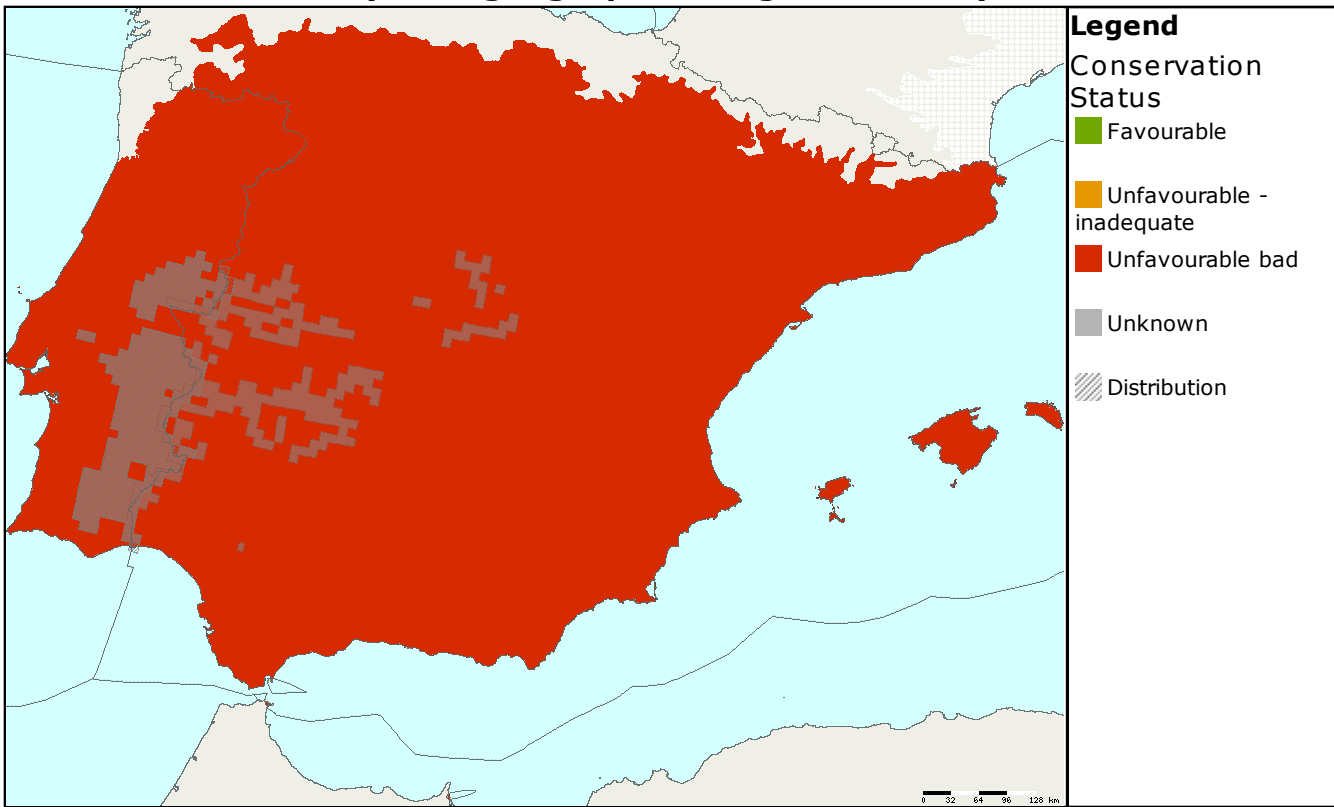 Legend
Conservation
Status
Favourable
Unfavourable -
inadequate
Unfavourable bad
Unknown
Distribution
0 32 64 96 128 km